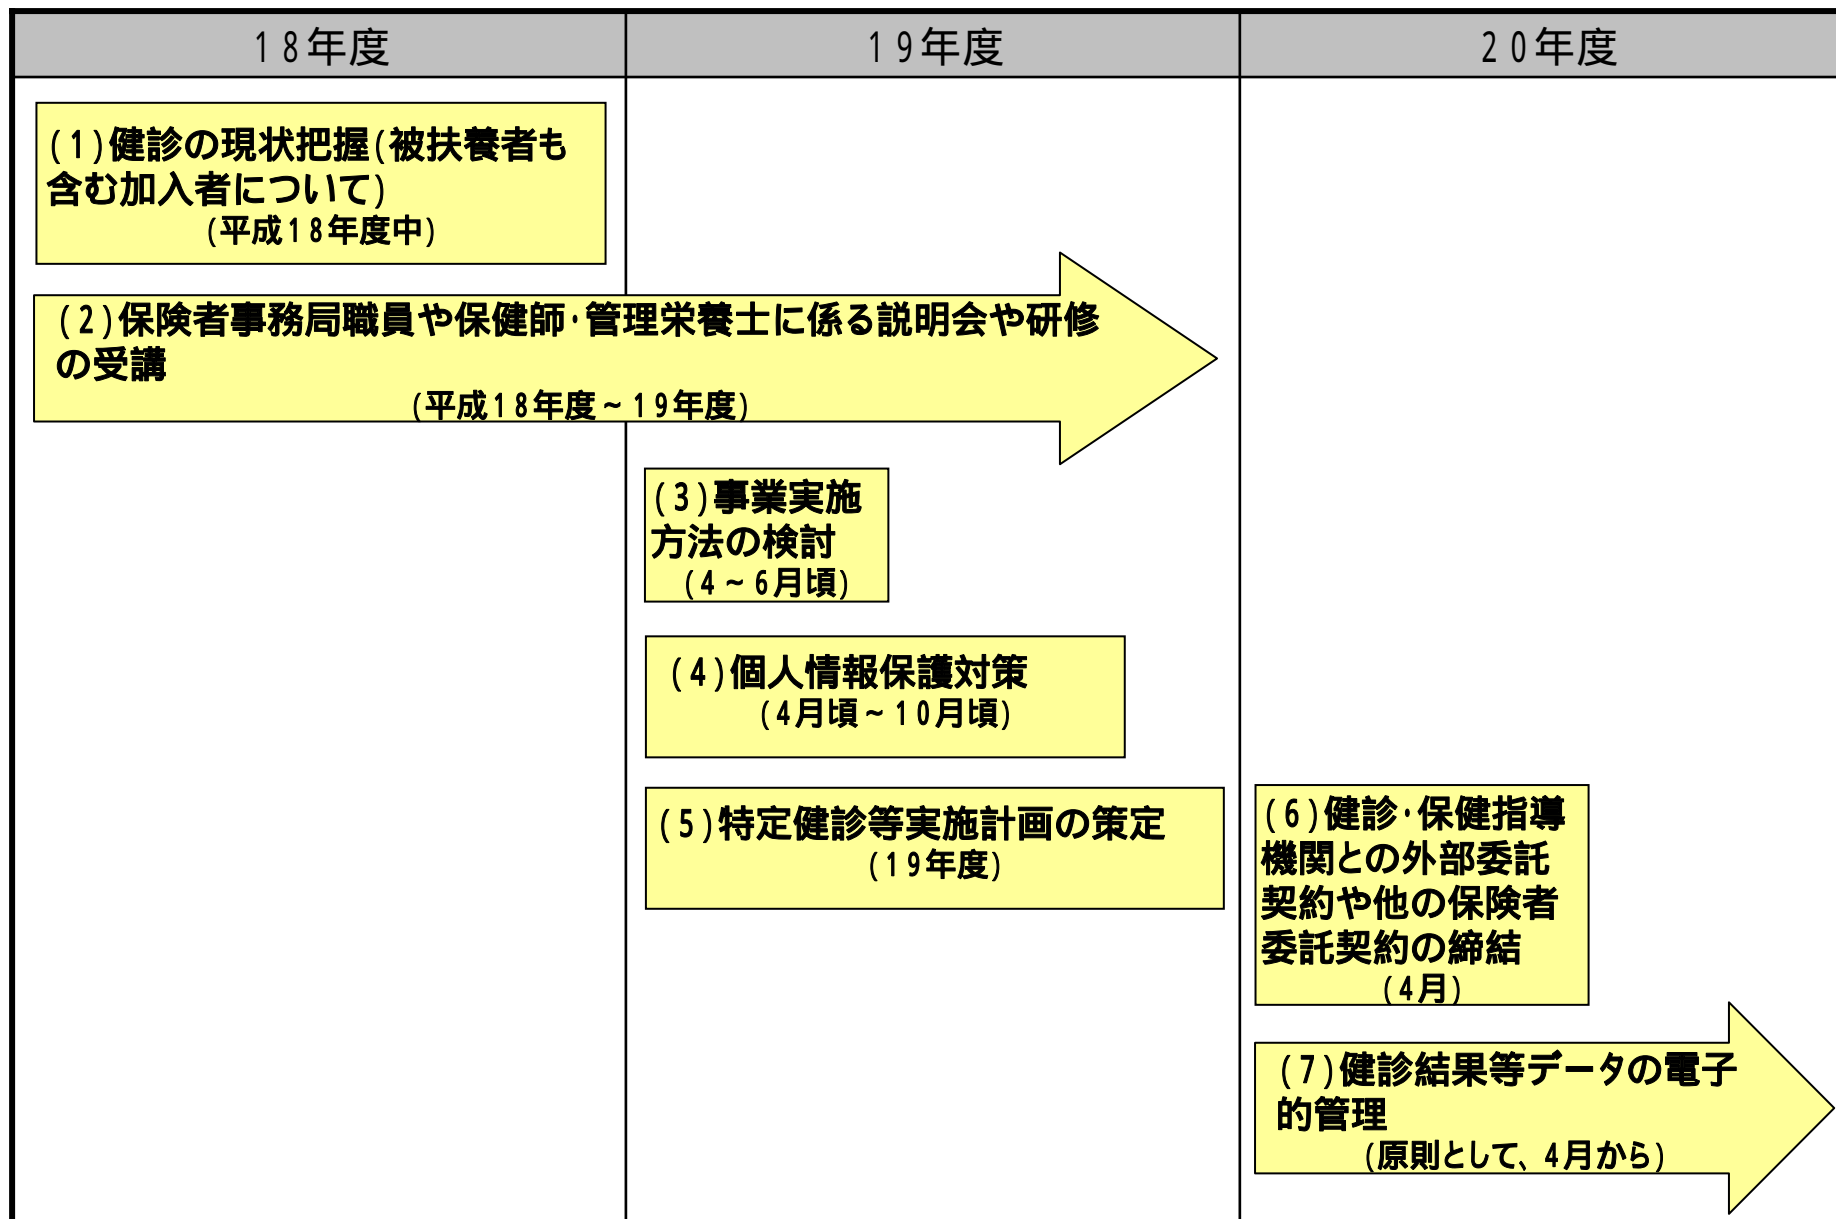 18年度
19年度
20年度
(1)健診の現状把握(被扶養者も
含む加入者について)
(平成18年度中)
(2)保険者事務局職員や保健師・管理栄養士に係る説明会や研修
の受講
(平成18年度~19年度)
(3)事業実施
方法の検討
(4~6月頃)
(4)個人情報保護対策
(4月頃~10月頃)
(5)特定健診等実施計画の策定
(19年度)
(6)健診・保健指導
機関との外部委託
契約や他の保険者
委託契約の締結
(4月)
(7)健診結果等データの電子
的管理
(原則として、4月から)